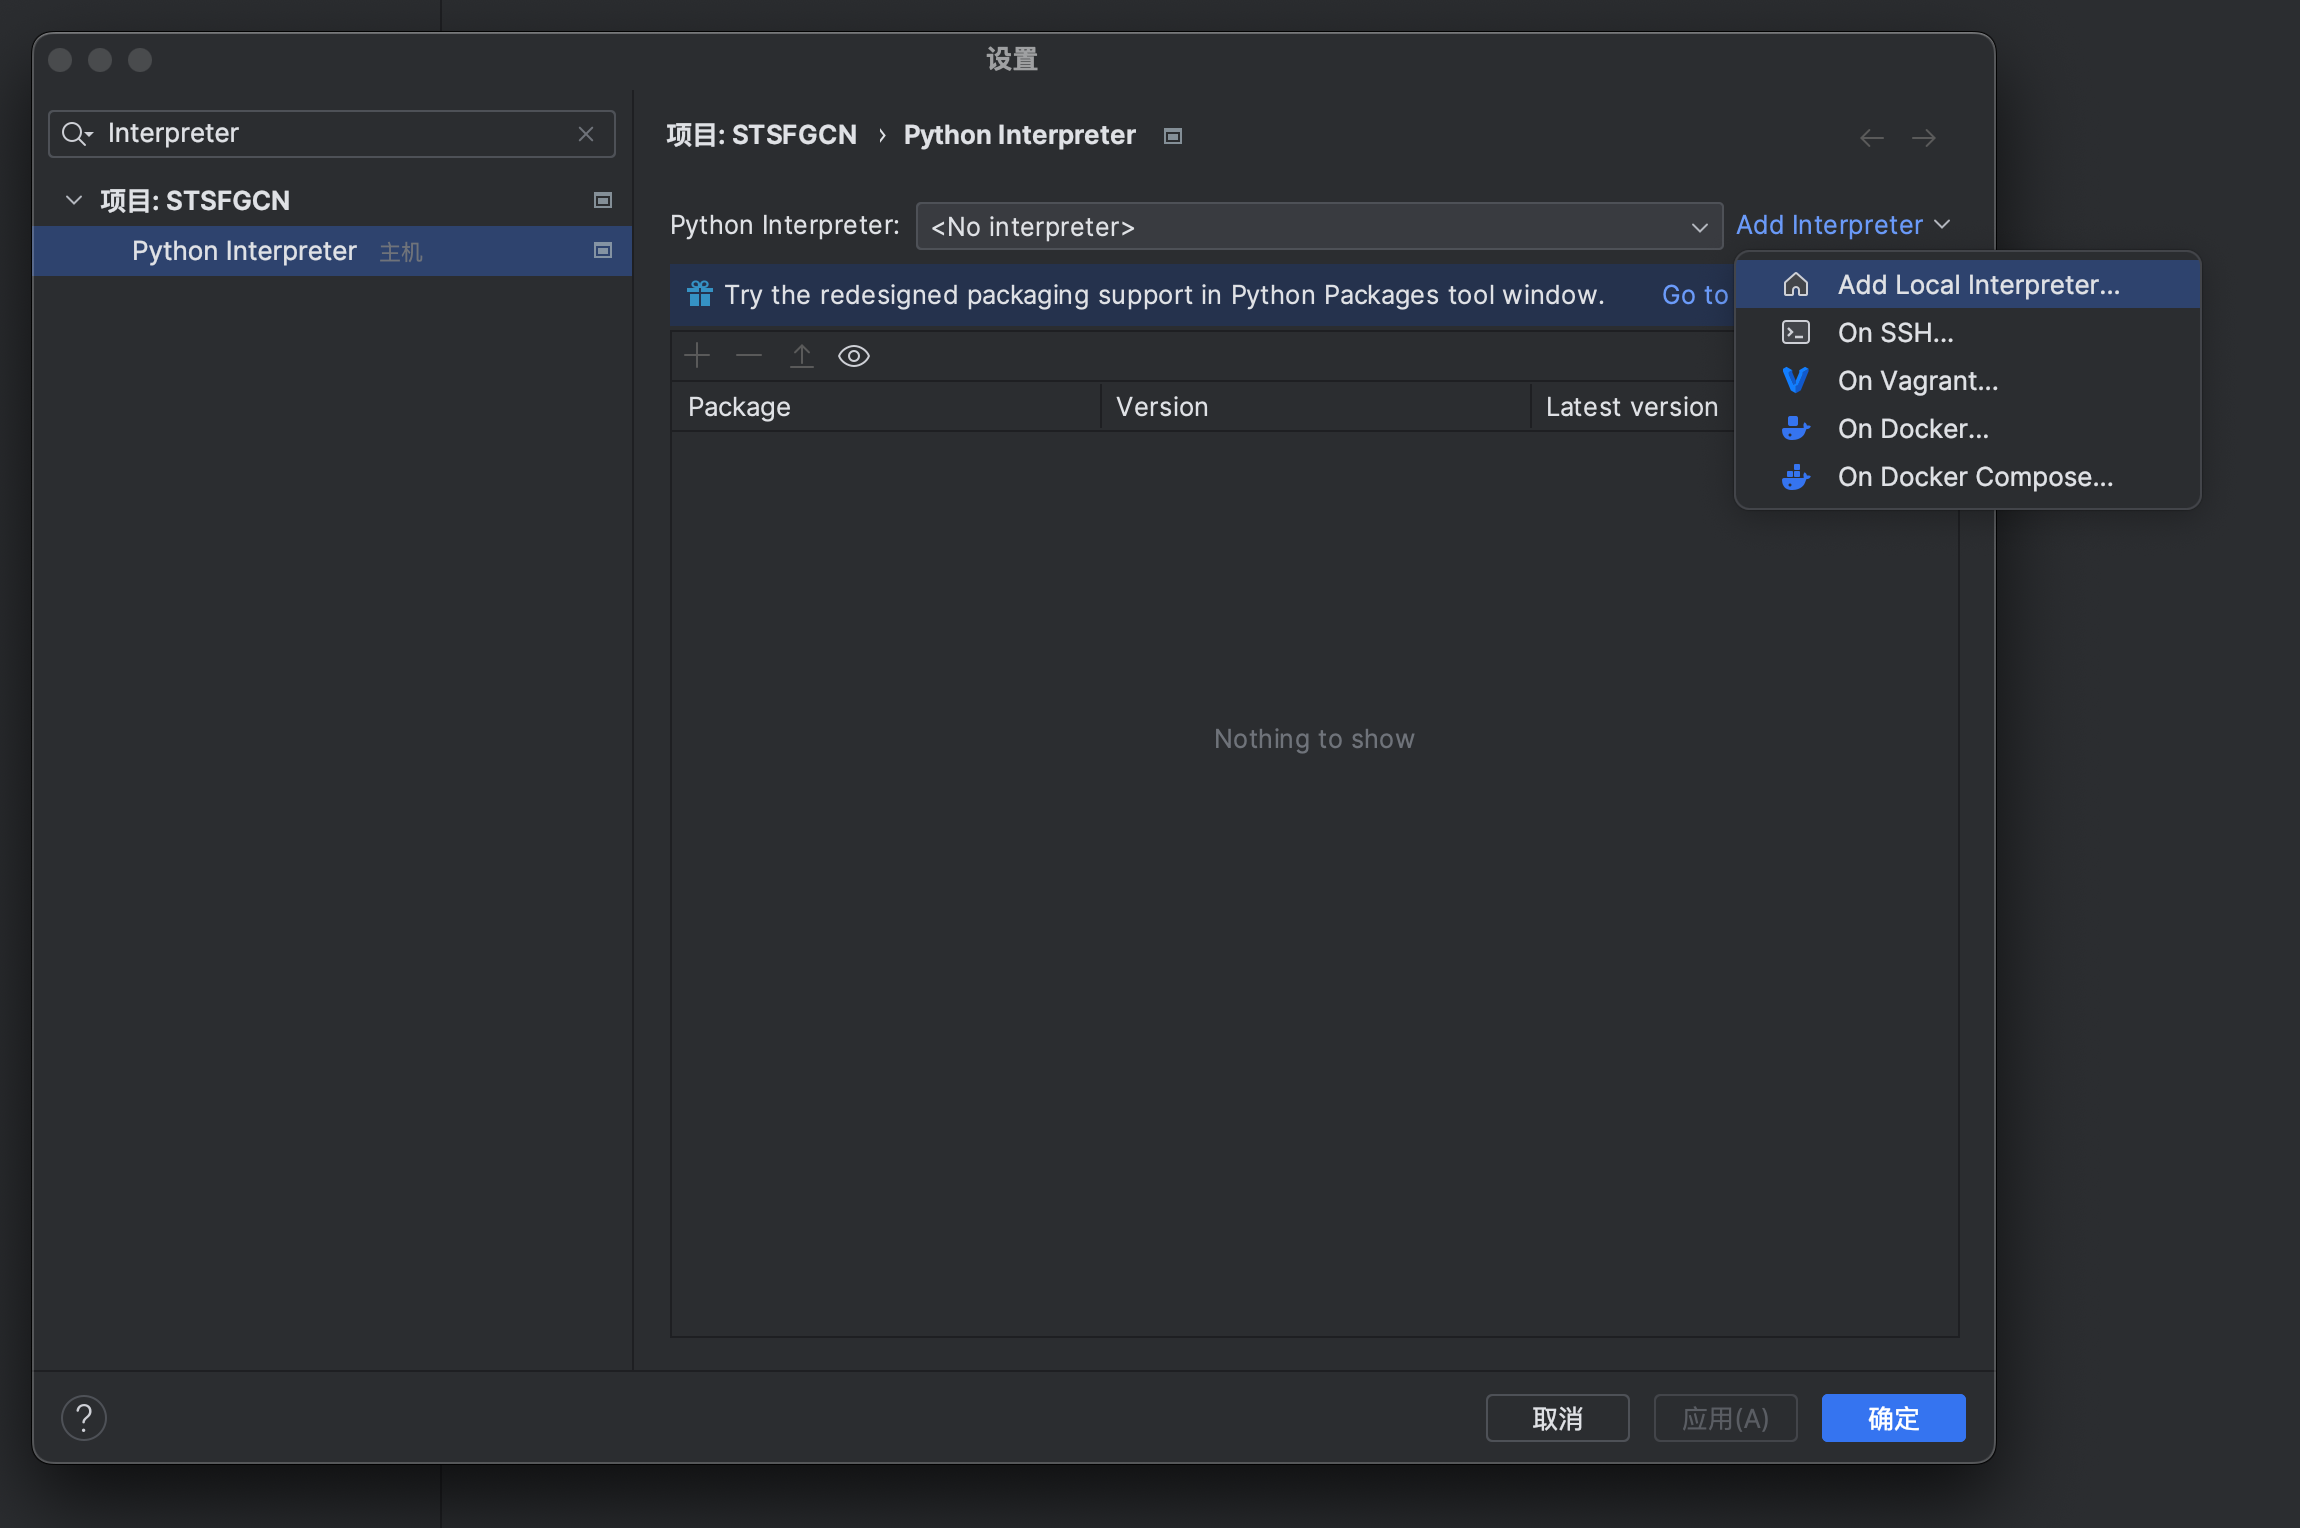 设置
Interpreter
项目: STSFGCN
Python Interpreter 主机
项目: STSFGCN › Python Interpreter
Python Interpreter: <No interpreter> Add Interpreter
Try the redesigned packaging support in Python Packages tool window. Go to
Package Version Latest version
Nothing to show
Add Local Interpreter...
On SSH...
On Vagrant...
On Docker...
On Docker Compose...
? 取消 应用(A) 确定